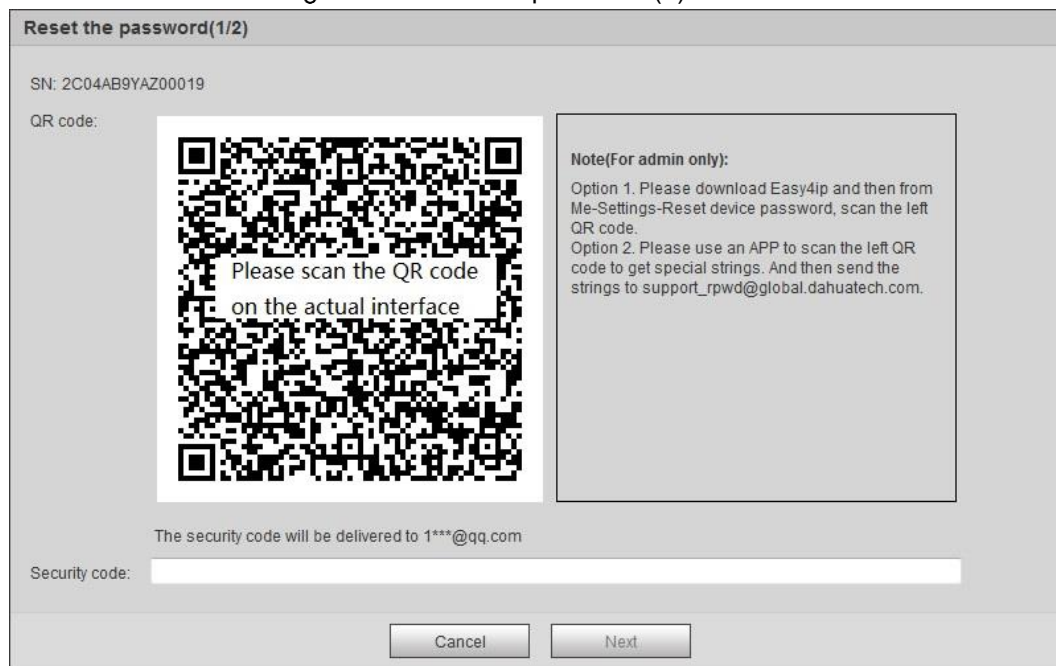 Reset the password(1/2)
SN: 2C04AB9YAZ00019
QR code:
Please scan the QR code
on the actual interface
Note(For admin only):
Option 1. Please download Easy4ip and then from
Me-Settings-Reset device password, scan the left
QR code.
Option 2. Please use an APP to scan the left QR
code to get special strings. And then send the
strings to support_rpwd@global.dahuatech.com.
The security code will be delivered to 1***@qq.com
Security code:
Cancel
Next